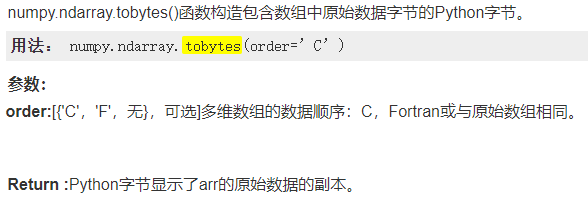 numpy.ndarray.tobytes()函数构造包含数组中原始数据字节的Python字节。
用法： numpy.ndarray.tobytes(order=’C’)
参数：
order:[{'C'，'F'，无}，可选]多维数组的数据顺序：C，Fortran或与原始数组相同。
Return :Python字节显示了arr的原始数据的副本。